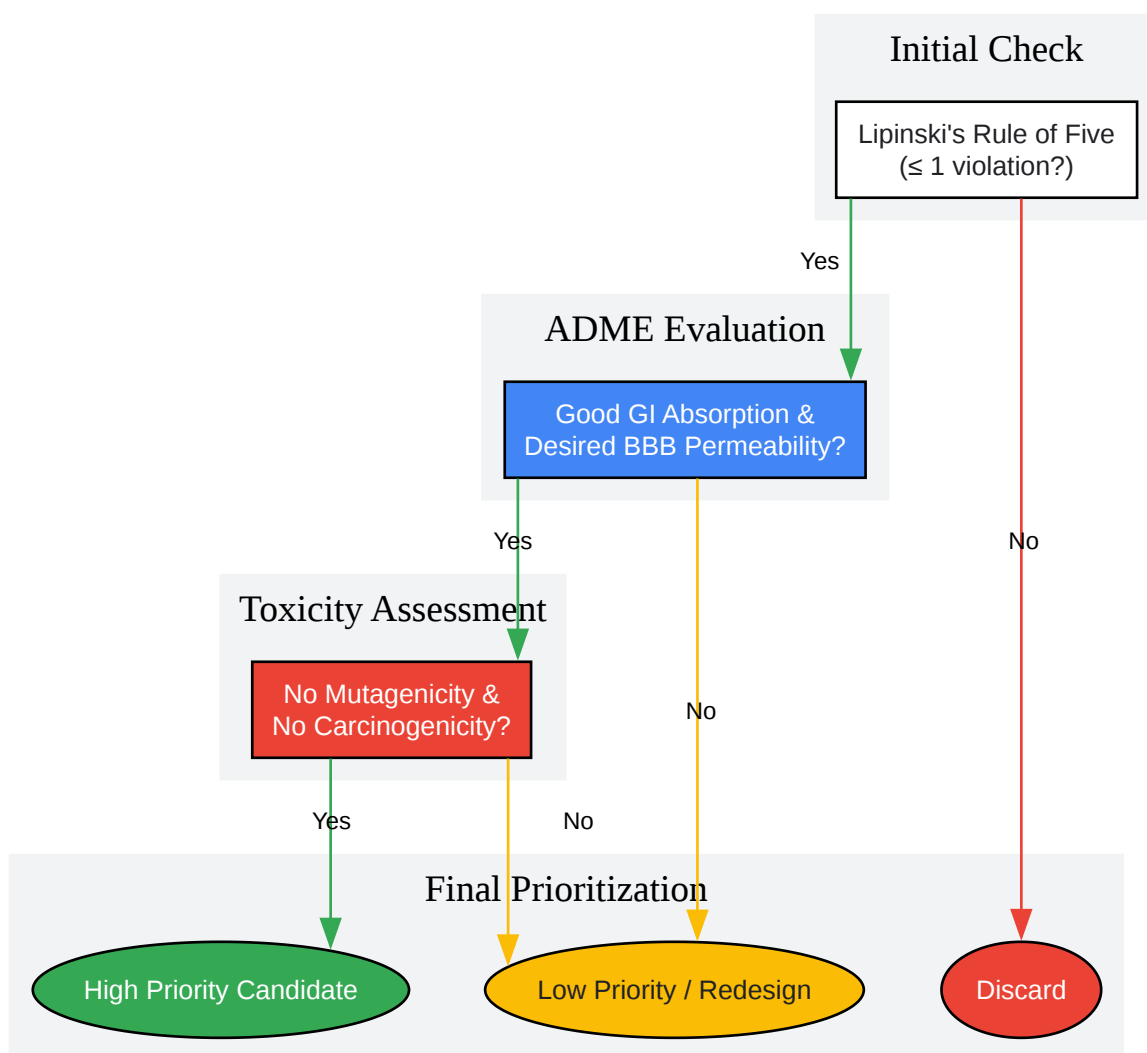 Initial Check
Lipinski's Rule of Five
(≤ 1 violation?)
Yes
ADME Evaluation
Good GI Absorption &
Desired BBB Permeability?
Yes
No
Toxicity Assessment
No Mutagenicity &
No Carcinogenicity?
No
Yes
No
Final Prioritization
High Priority Candidate
Low Priority / Redesign
Discard